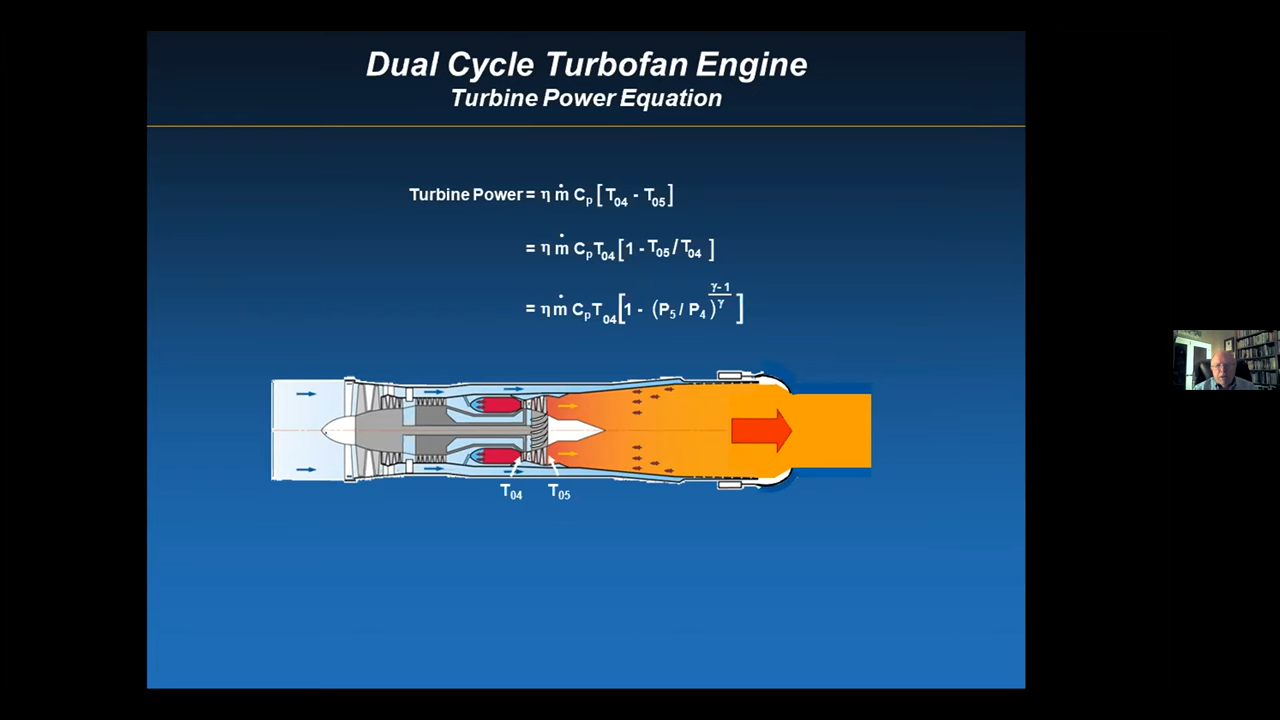 Dual Cycle Turbofan Engine
Turbine Power Equation
Turbine Power = η ṁ Cₚ [ T₀₄ - T₀₅ ]
= η ṁ CₚT₀₄ [ 1 - T₀₅ / T₀₄ ]
= η ṁ CₚT₀₄ [ 1 - (P₅ / P₄)^((γ-1)/γ) ]
T₀₄ T₀₅